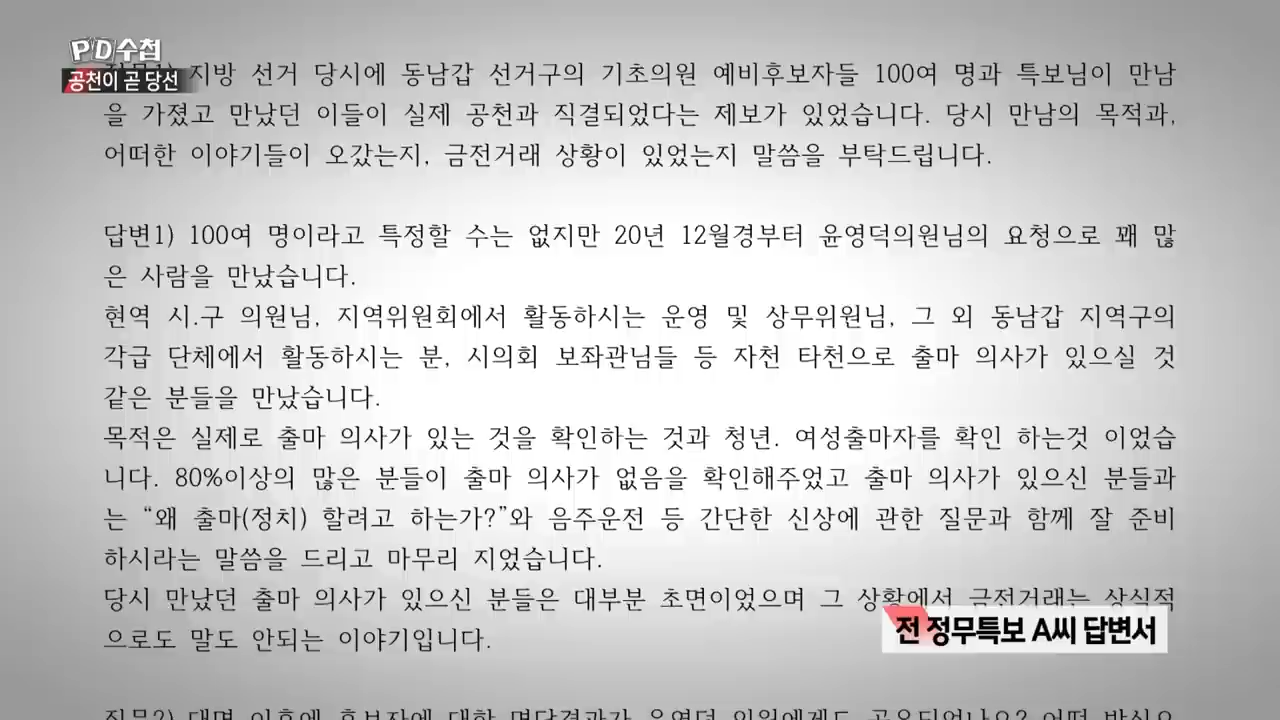 PD수첩
공천이 곧 당선
지방 선거 당시에 동남갑 선거구의 기초의원 예비후보자들 100여 명과 특보님이 만남
을 가졌고 만났던 이들이 실제 공천과 직결되었다는 제보가 있었습니다. 당시 만남의 목적과,
어떠한 이야기들이 오갔는지, 금전거래 상황이 있었는지 말씀을 부탁드립니다.
답변1) 100여 명이라고 특정할 수는 없지만 20년 12월경부터 윤영덕의원님의 요청으로 꽤 많
은 사람을 만났습니다.
현역 시.구 의원님, 지역위원회에서 활동하시는 운영 및 상무위원님, 그 외 동남갑 지역구의
각급 단체에서 활동하시는 분, 시의회 보좌관님들 등 자천 타천으로 출마 의사가 있으실 것
같은 분들을 만났습니다.
목적은 실제로 출마 의사가 있는 것을 확인하는 것과 청년. 여성출마자를 확인 하는것 이었습
니다. 80%이상의 많은 분들이 출마 의사가 없음을 확인해주었고 출마 의사가 있으신 분들과
는 “왜 출마(정치) 할려고 하는가?”와 음주운전 등 간단한 신상에 관한 질문과 함께 잘 준비
하시라는 말씀을 드리고 마무리 지었습니다.
당시 만났던 출마 의사가 있으신 분들은 대부분 초면이었으며 그 상황에서 금전거래는 상식적
으로도 말도 안되는 이야기입니다.
전 정무특보 A씨 답변서